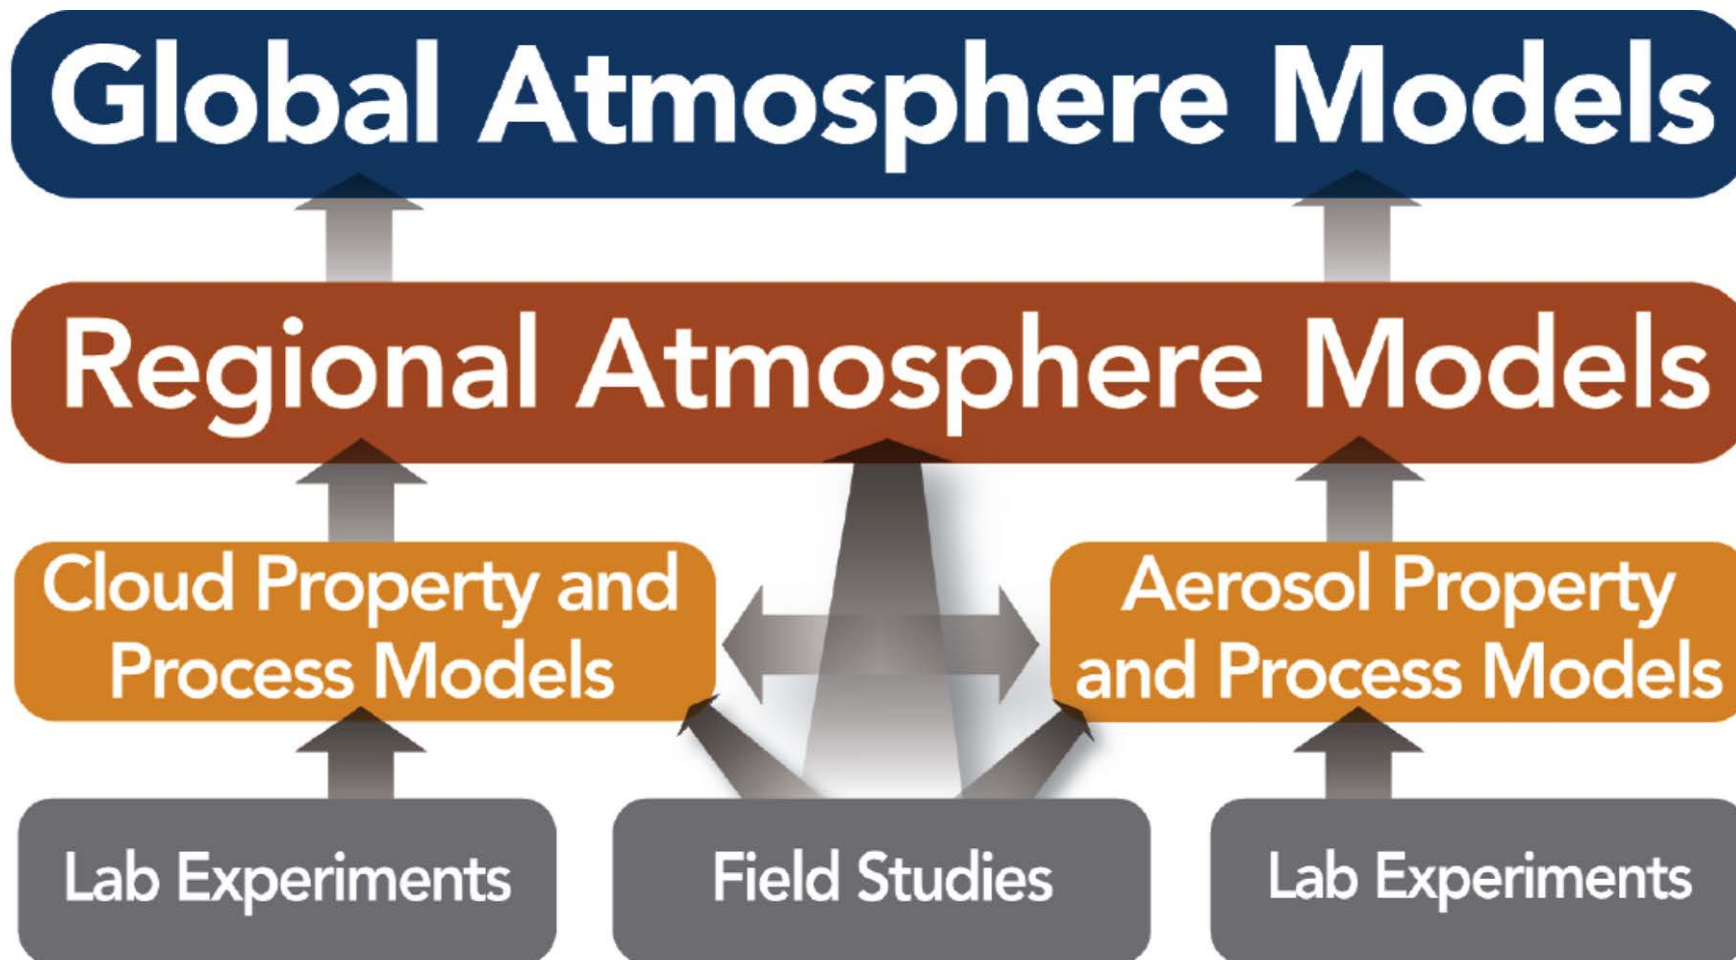 Global Atmosphere Models
Regional Atmosphere Models
Cloud Property and
Process Models
Aerosol Property
and Process Models
Lab Experiments
Field Studies
Lab Experiments